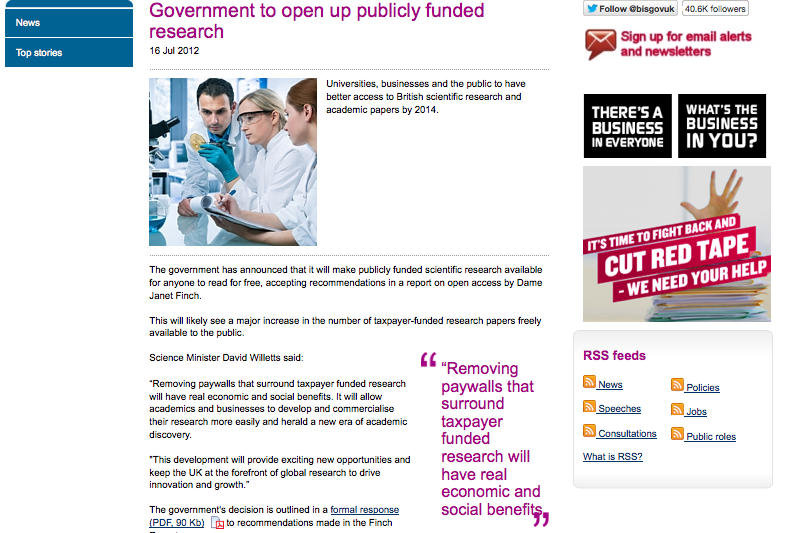 News
Top stories
Government to open up publicly funded
research
16 Jul 2012
Universities, businesses and the public to have
better access to British scientific research and
academic papers by 2014.
The government has announced that it will make publicly funded scientific research available
for anyone to read for free, accepting recommendations in a report on open access by Dame
Janet Finch.
This will likely see a major increase in the number of taxpayer-funded research papers freely
available to the public.
Science Minister David Willetts said:
“Removing paywalls that surround taxpayer funded research
will have real economic and social benefits. It will allow
academics and businesses to develop and commercialise
their research more easily and herald a new era of academic
discovery.
"This development will provide exciting new opportunities and
keep the UK at the forefront of global research to drive
innovation and growth.”
The government's decision is outlined in a formal response
(PDF, 90 Kb) to recommendations made in the Finch
“ “Removing
paywalls that
surround
taxpayer
funded
research will
have real
economic and
social benefits. ”
Follow @bisgovuk 40.6K followers
Sign up for email alerts
and newsletters
THERE'S A
BUSINESS
IN EVERYONE
WHAT'S THE
BUSINESS
IN YOU?
IT'S TIME TO FIGHT BACK AND
CUT RED TAPE
- WE NEED YOUR HELP
RSS feeds
News
Policies
Speeches
Jobs
Consultations
Public roles
What is RSS?